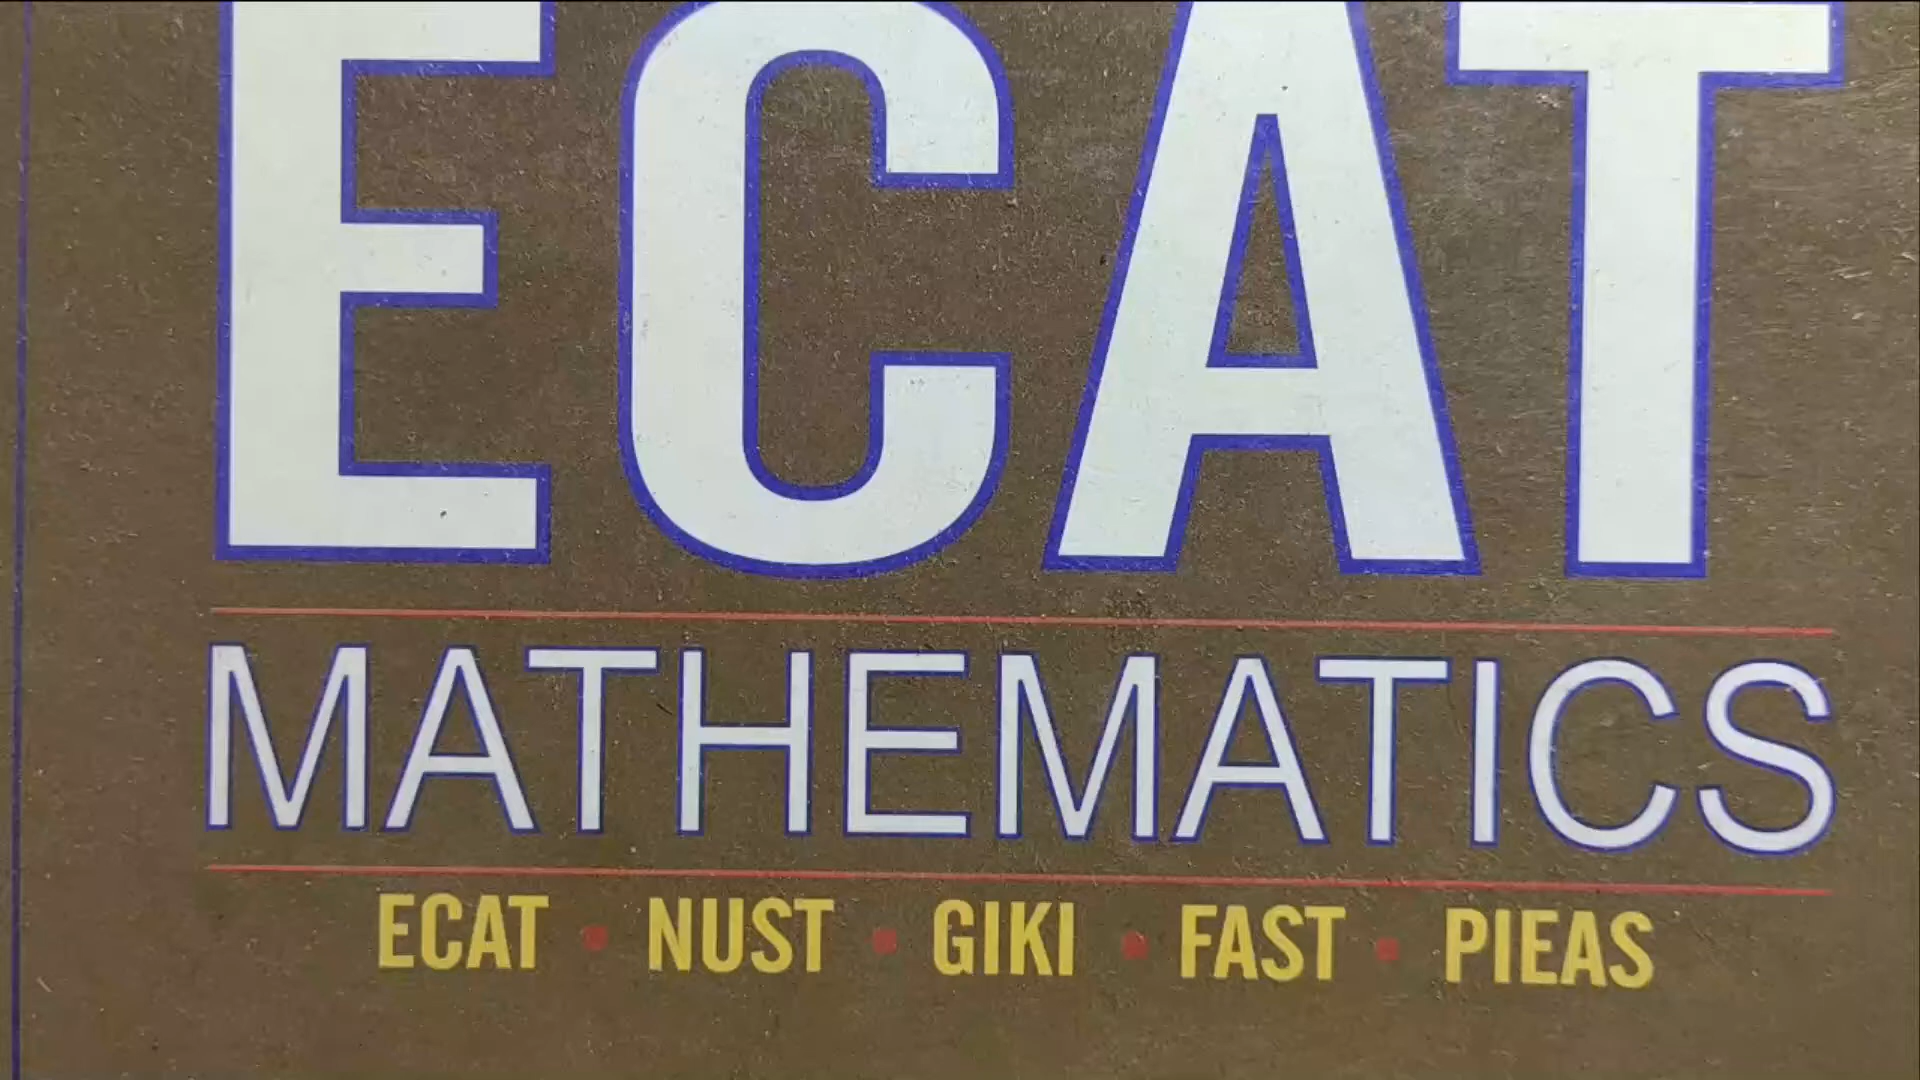 ECAT
MATHEMATICS
ECAT • NUST • GIKI • FAST • PIEAS